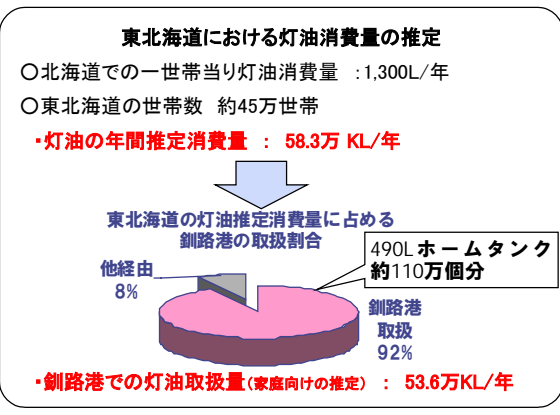 東北海道における灯油消費量の推定
○北海道での一世帯当り灯油消費量 ：1,300L/年
○東北海道の世帯数 約45万世帯
・灯油の年間推定消費量 ： 58.3万 KL/年
東北海道の灯油推定消費量に占める
釧路港の取扱割合
490Lホームタンク
約110万個分
他経由
8%
釧路港
取扱
92%
・釧路港での灯油取扱量(家庭向けの推定) ： 53.6万KL/年